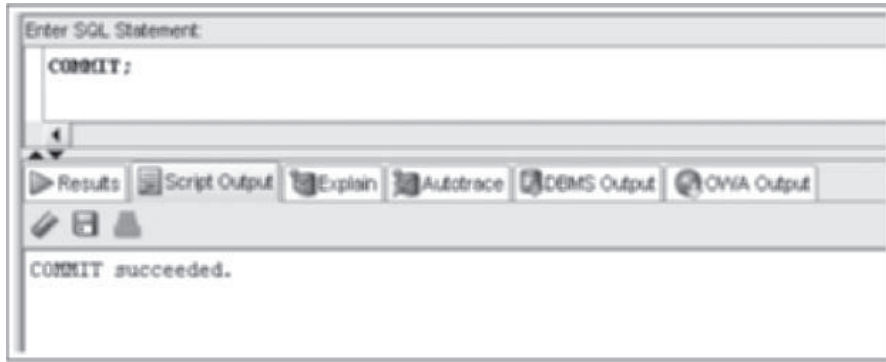 Enter SQL Statement:
COMMIT;
Results Script Output Explain Autotrace DBMS Output OWA Output
COMMIT succeeded.